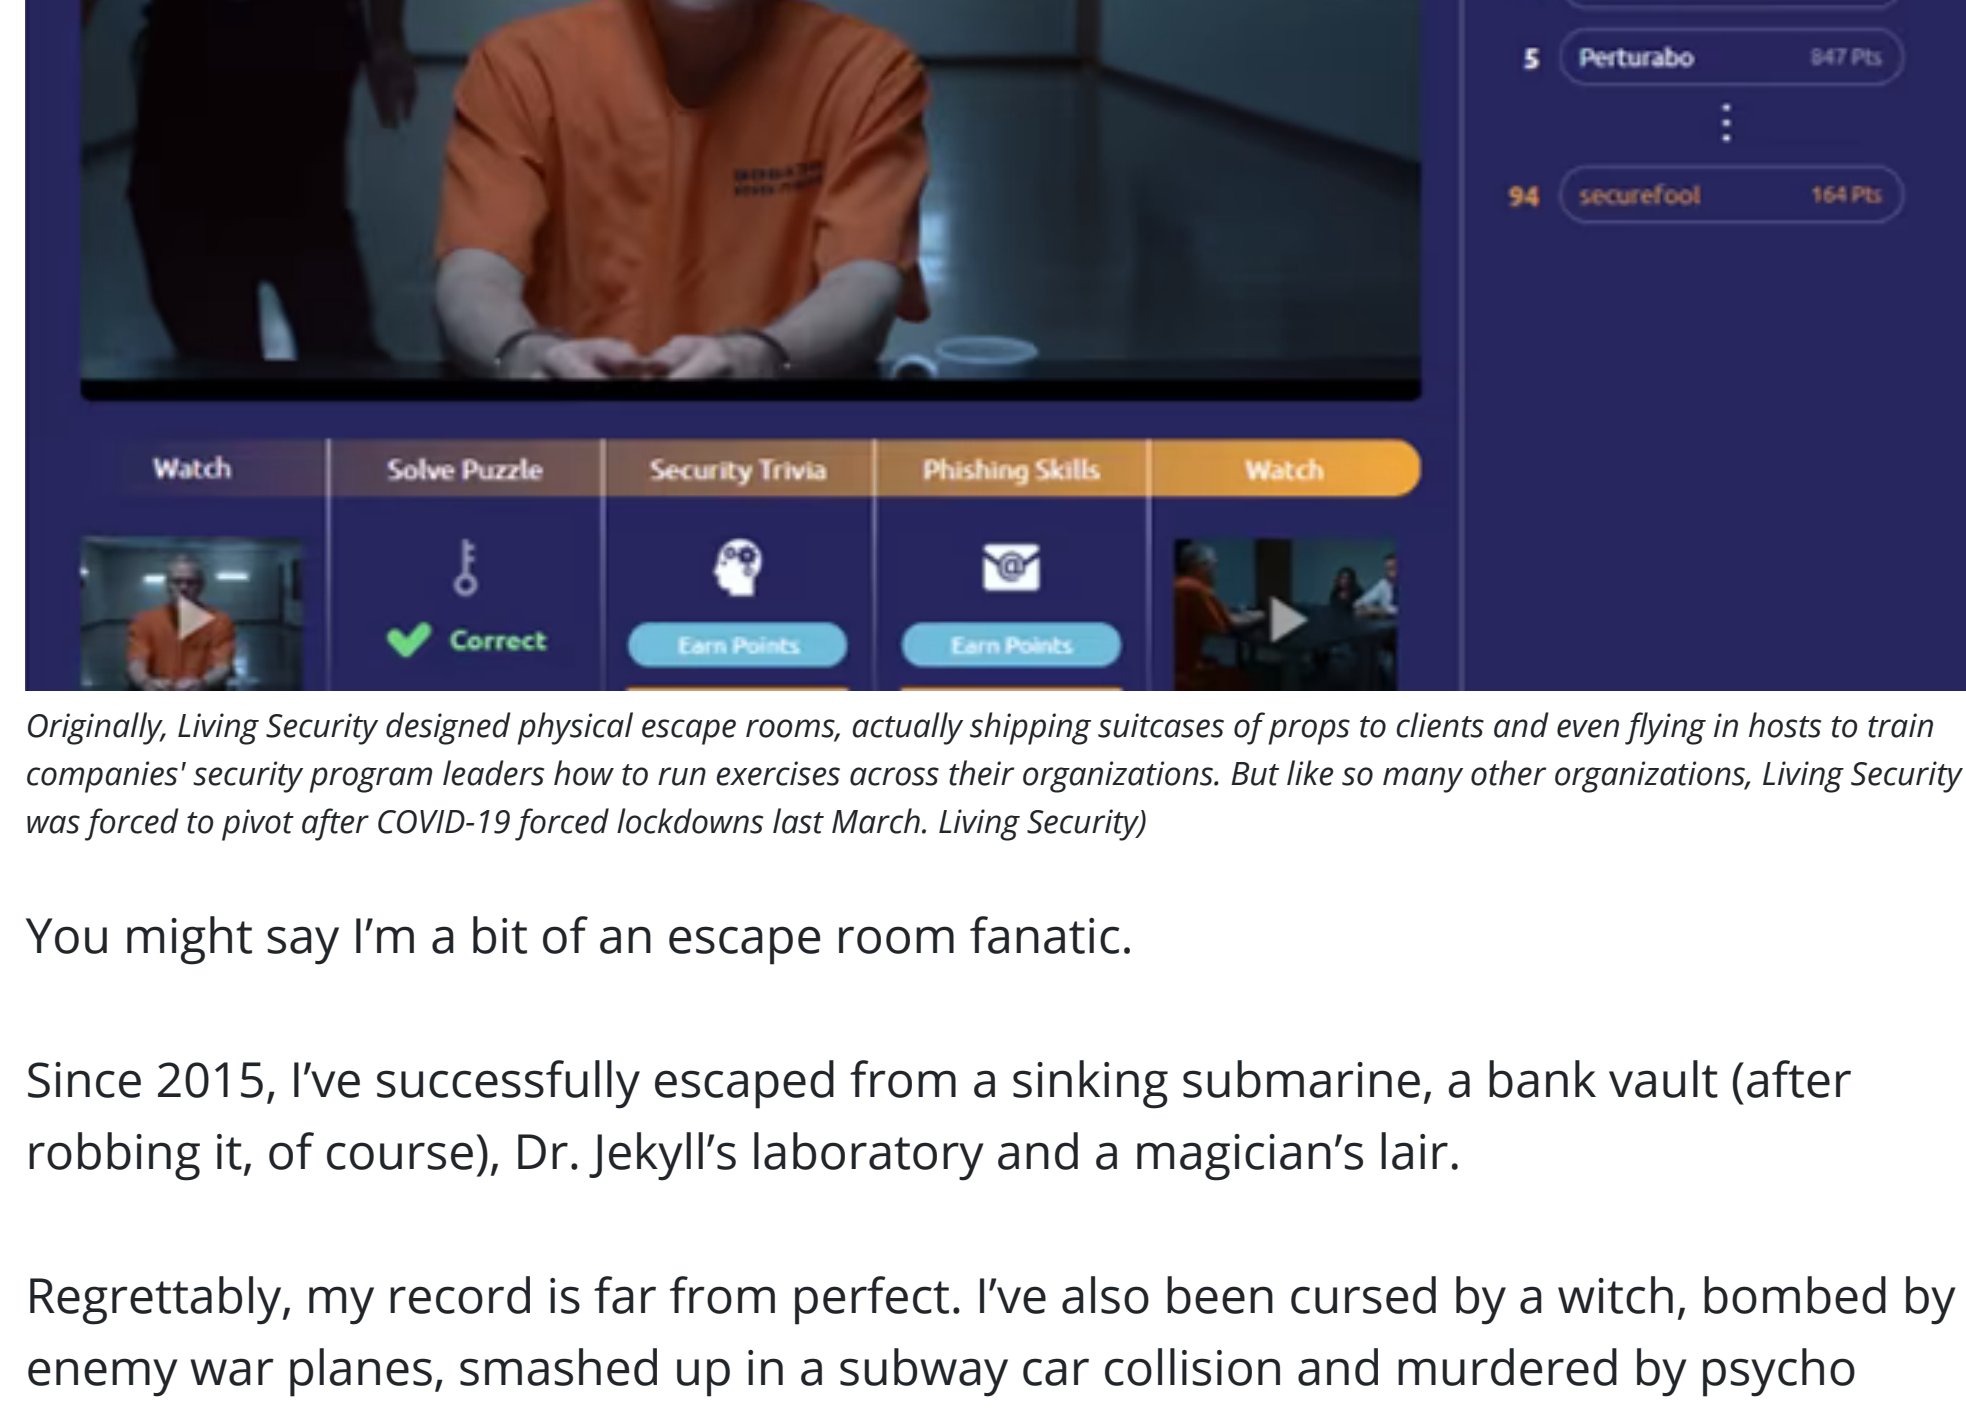 5 Perturabo 847 Pts
94 securefool 164 Pts
Watch Solve Puzzle Security Trivia Phishing Skills Watch
Correct Earn Points Earn Points
Originally, Living Security designed physical escape rooms, actually shipping suitcases of props to clients and even flying in hosts to train
companies' security program leaders how to run exercises across their organizations. But like so many other organizations, Living Security
was forced to pivot after COVID-19 forced lockdowns last March. Living Security)
You might say I’m a bit of an escape room fanatic.
Since 2015, I’ve successfully escaped from a sinking submarine, a bank vault (after
robbing it, of course), Dr. Jekyll’s laboratory and a magician’s lair.
Regrettably, my record is far from perfect. I’ve also been cursed by a witch, bombed by
enemy war planes, smashed up in a subway car collision and murdered by psycho